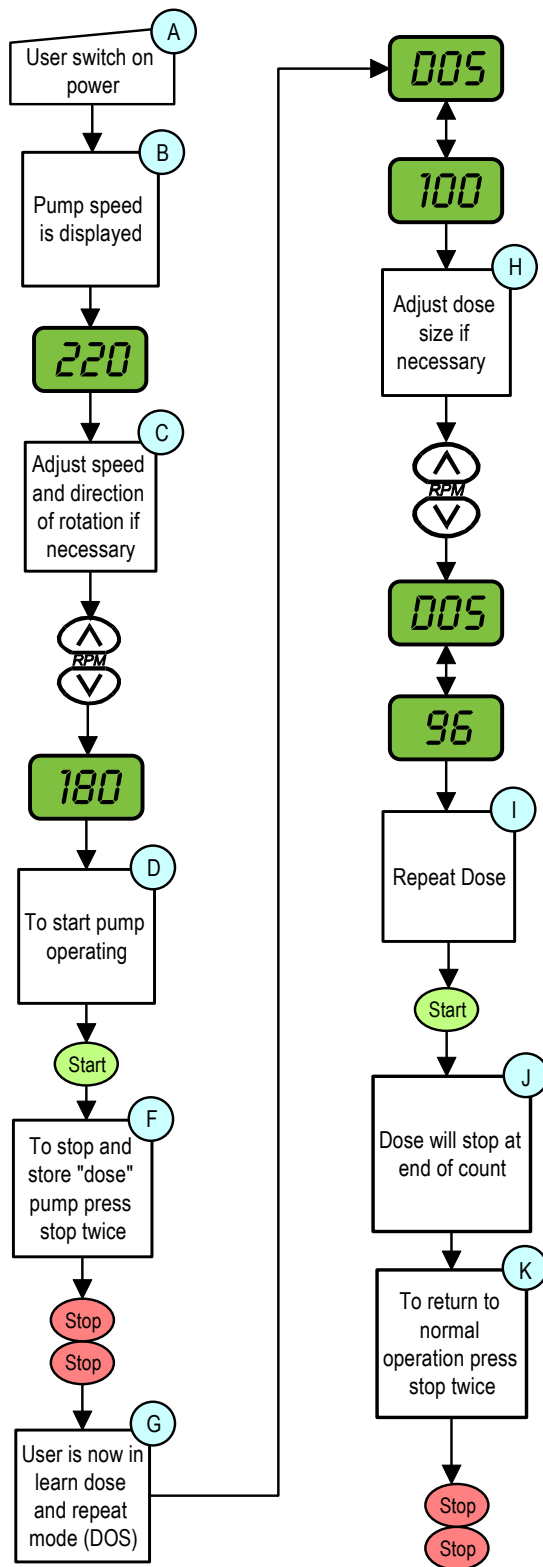 A
User switch on
power
B
Pump speed
is displayed
220
C
Adjust speed
and direction
of rotation if
necessary
RPM
180
D
To start pump
operating
Start
F
To stop and
store "dose"
pump press
stop twice
Stop
Stop
G
User is now in
learn dose
and repeat
mode (DOS)
DOS
100
H
Adjust dose
size if
necessary
RPM
DOS
96
I
Repeat Dose
Start
J
Dose will stop at
end of count
K
To return to
normal
operation press
stop twice
Stop
Stop